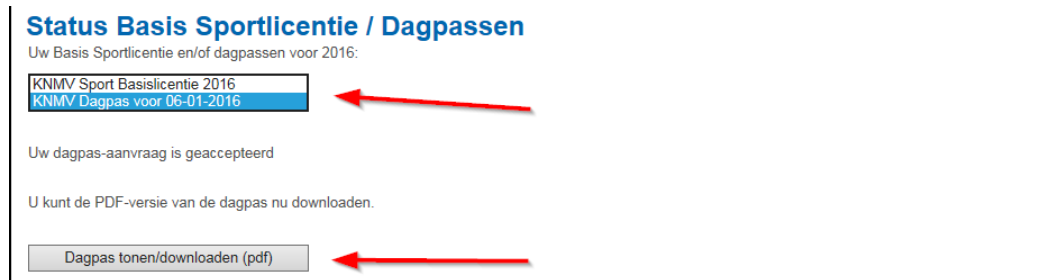 Status Basis Sportlicentie / Dagpassen
Uw Basis Sportlicentie en/of dagpassen voor 2016:
KNMV Sport Basislicentie 2016
KNMV Dagpas voor 06-01-2016
Uw dagpas-aanvraag is geaccepteerd
U kunt de PDF-versie van de dagpas nu downloaden.
Dagpas tonen/downloaden (pdf)